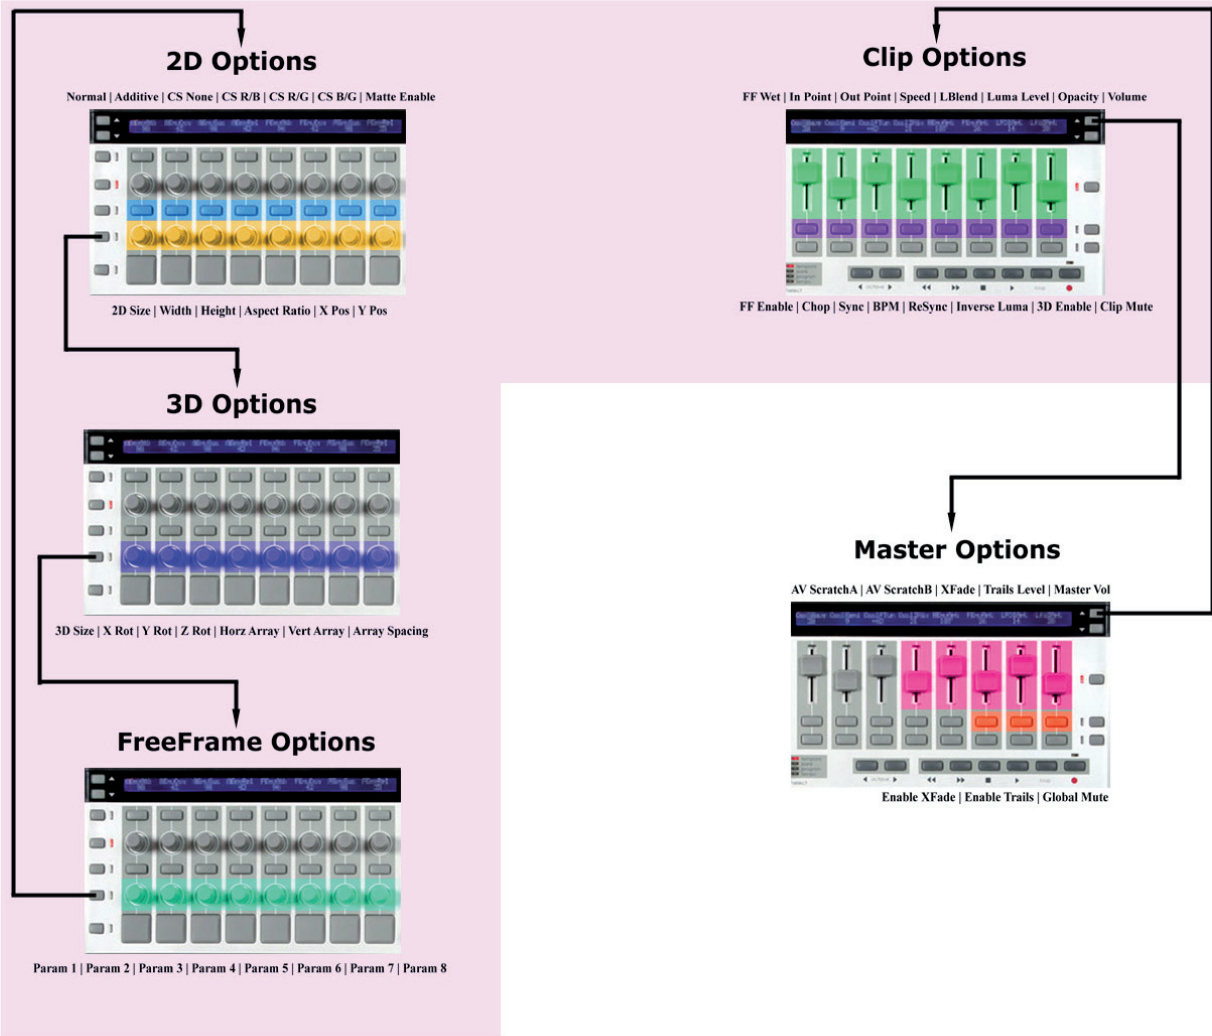 2D Options
Normal | Additive | CS None | CS R/B | CS R/G | CS B/G | Matte Enable
2D Size | Width | Height | Aspect Ratio | X Pos | Y Pos
3D Options
3D Size | X Rot | Y Rot | Z Rot | Horz Array | Vert Array | Array Spacing
FreeFrame Options
Param 1 | Param 2 | Param 3 | Param 4 | Param 5 | Param 6 | Param 7 | Param 8
Clip Options
FF Wet | In Point | Out Point | Speed | LBlend | Luma Level | Opacity | Volume
FF Enable | Chop | Sync | BPM | ReSync | Inverse Luma | 3D Enable | Clip Mute
Master Options
AV ScratchA | AV ScratchB | XFade | Trails Level | Master Vol
Enable XFade | Enable Trails | Global Mute